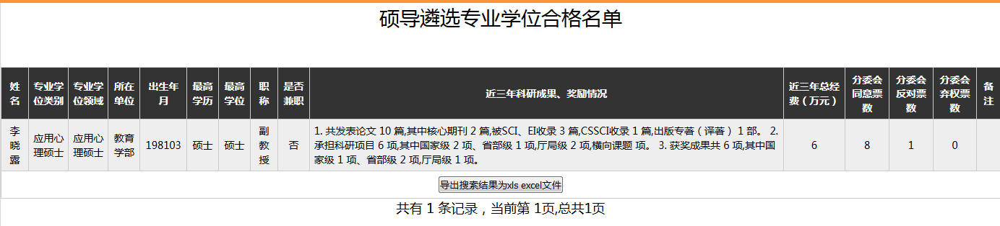 硕导遴选专业学位合格名单
姓名 专业学位类别 专业学位领域 所在单位 出生年月 最高学历 最高学位 职称 是否兼职 近三年科研成果、奖励情况 近三年总经费（万元） 分委会同意票数 分委会反对票数 分委会弃权票数 备注
李晓露 应用心理硕士 应用心理硕士 教育学部 198103 硕士 硕士 副教授 否 1. 共发表论文 10 篇,其中核心期刊 2 篇,被SCI、EI收录 3 篇,CSSCI收录 1 篇,出版专著（译著） 1 部。 2. 承担科研项目 6 项,其中国家级 2 项、省部级 1 项,厅局级 2 项,横向课题 项。 3. 获奖成果共 6 项,其中国家级 1 项、省部级 2 项,厅局级 1 项。 6 8 1 0
导出搜索结果为xls excel文件
共有 1 条记录，当前第 1页,总共1页